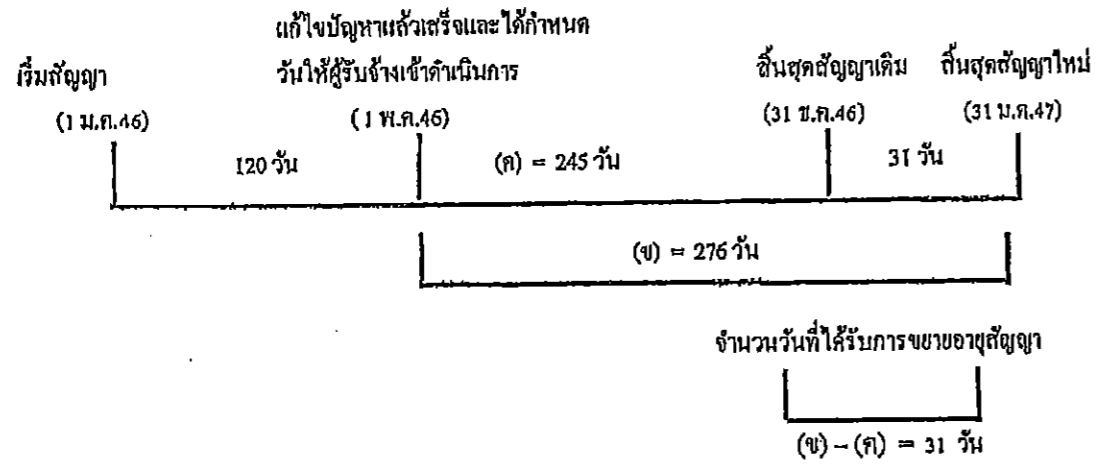 แก้ไขปัญหาแล้วเสร็จและได้กำหนด
วันให้ผู้รับจ้างเข้าดำเนินการ
เริ่มสัญญา
สิ้นสุดสัญญาเดิม
สิ้นสุดสัญญาใหม่
(1 ม.ค.46)
(1 พ.ค.46)
(31 ธ.ค.46)
(31 ม.ค.47)
120 วัน
(ค) = 245 วัน
31 วัน
(ข) = 276 วัน
จำนวนวันที่ได้รับการขยายอายุสัญญา
(ข) – (ค) = 31 วัน